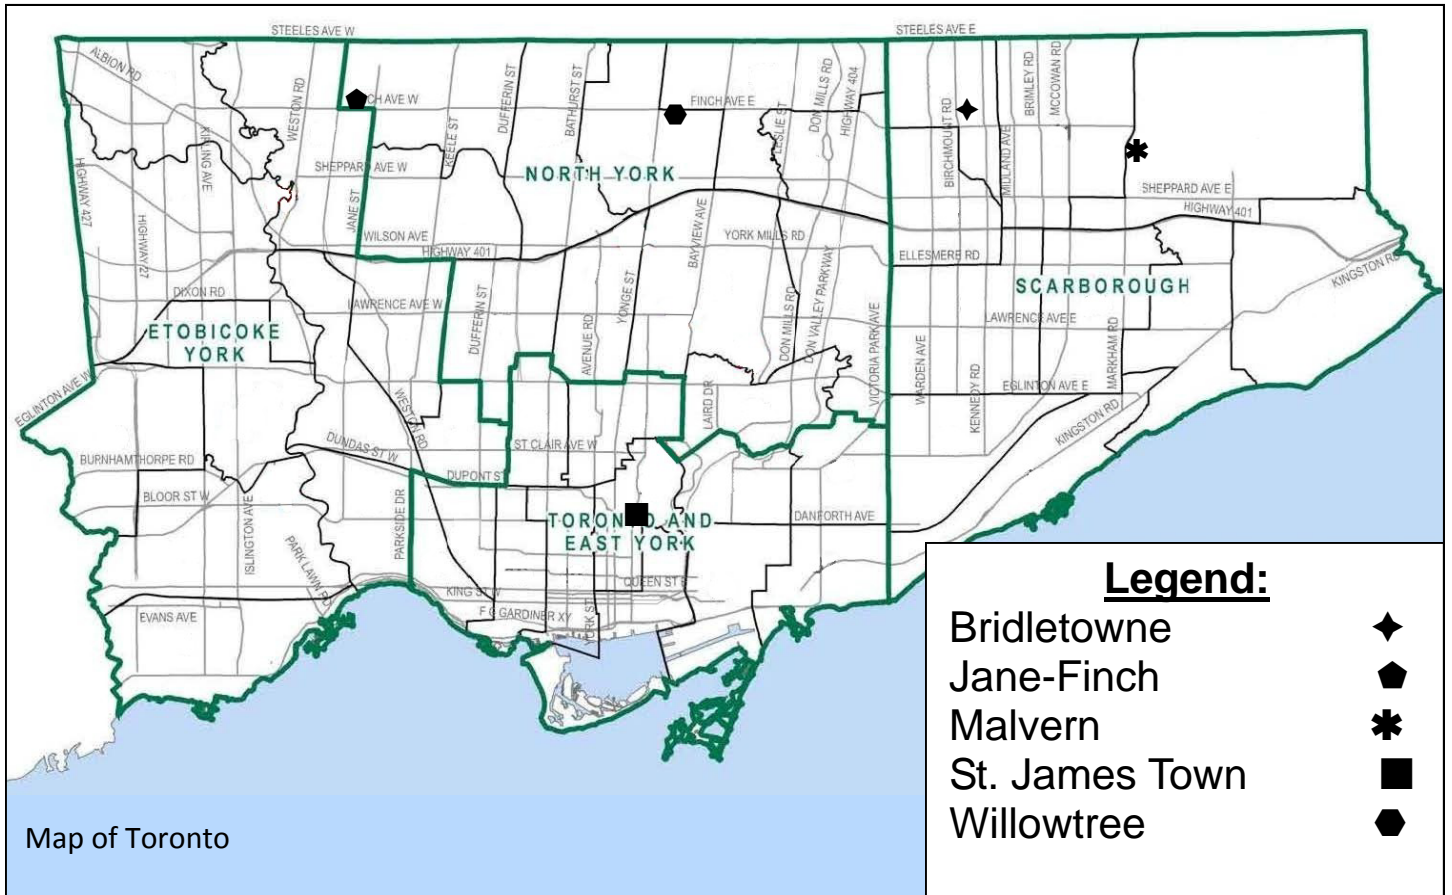 STEELES AVE W
STEELES AVE E
ALBION RD
WESTON RD
CH AVE W
KEELE ST
DUFFERIN ST
BATHURST ST
FINCH AVE E
LESLIE ST
DON MILLS RD
HIGHWAY 404
BIRCHMOUNT RD
MIDLAND AVE
BRIMLEY RD
MCCOWAN RD
KIPLING AVE
HIGHWAY 427
HIGHWAY 27
SHEPPARD AVE W
NORTH YORK
SHEPPARD AVE E
HIGHWAY 401
JANE ST
WILSON AVE
HIGHWAY 401
BAYVIEW AVE
YORK MILLS RD
ELLESMERE RD
KINGSTON RD
SCARBOROUGH
DIXON RD
LAWRENCE AVE W
DUFFERIN ST
YONGE ST
AVENUE RD
DON MILLS RD
DON VALLEY PARKWAY
VICTORIA PARK AVE
LAWRENCE AVE E
MARKHAM RD
WARDEN AVE
KENNEDY RD
ETOBICOKE
YORK
EGLINTON AVE W
WESTON RD
LAIRD DR
EGLINTON AVE E
KINGSTON RD
DUNDAS ST W
ST CLAIR AVE W
BURNHAMTHORPE RD
DUPONT ST
BLOOR ST W
ISLINGTON AVE
PARKSIDE DR
PARK LAWN RD
TORONTO AND
EAST YORK
DANFORTH AVE
QUEEN ST E
KING ST W
F G GARDINER XY
YORK ST
EVANS AVE
Legend:
Bridletowne
Jane-Finch
Malvern
St. James Town
Willowtree
Map of Toronto